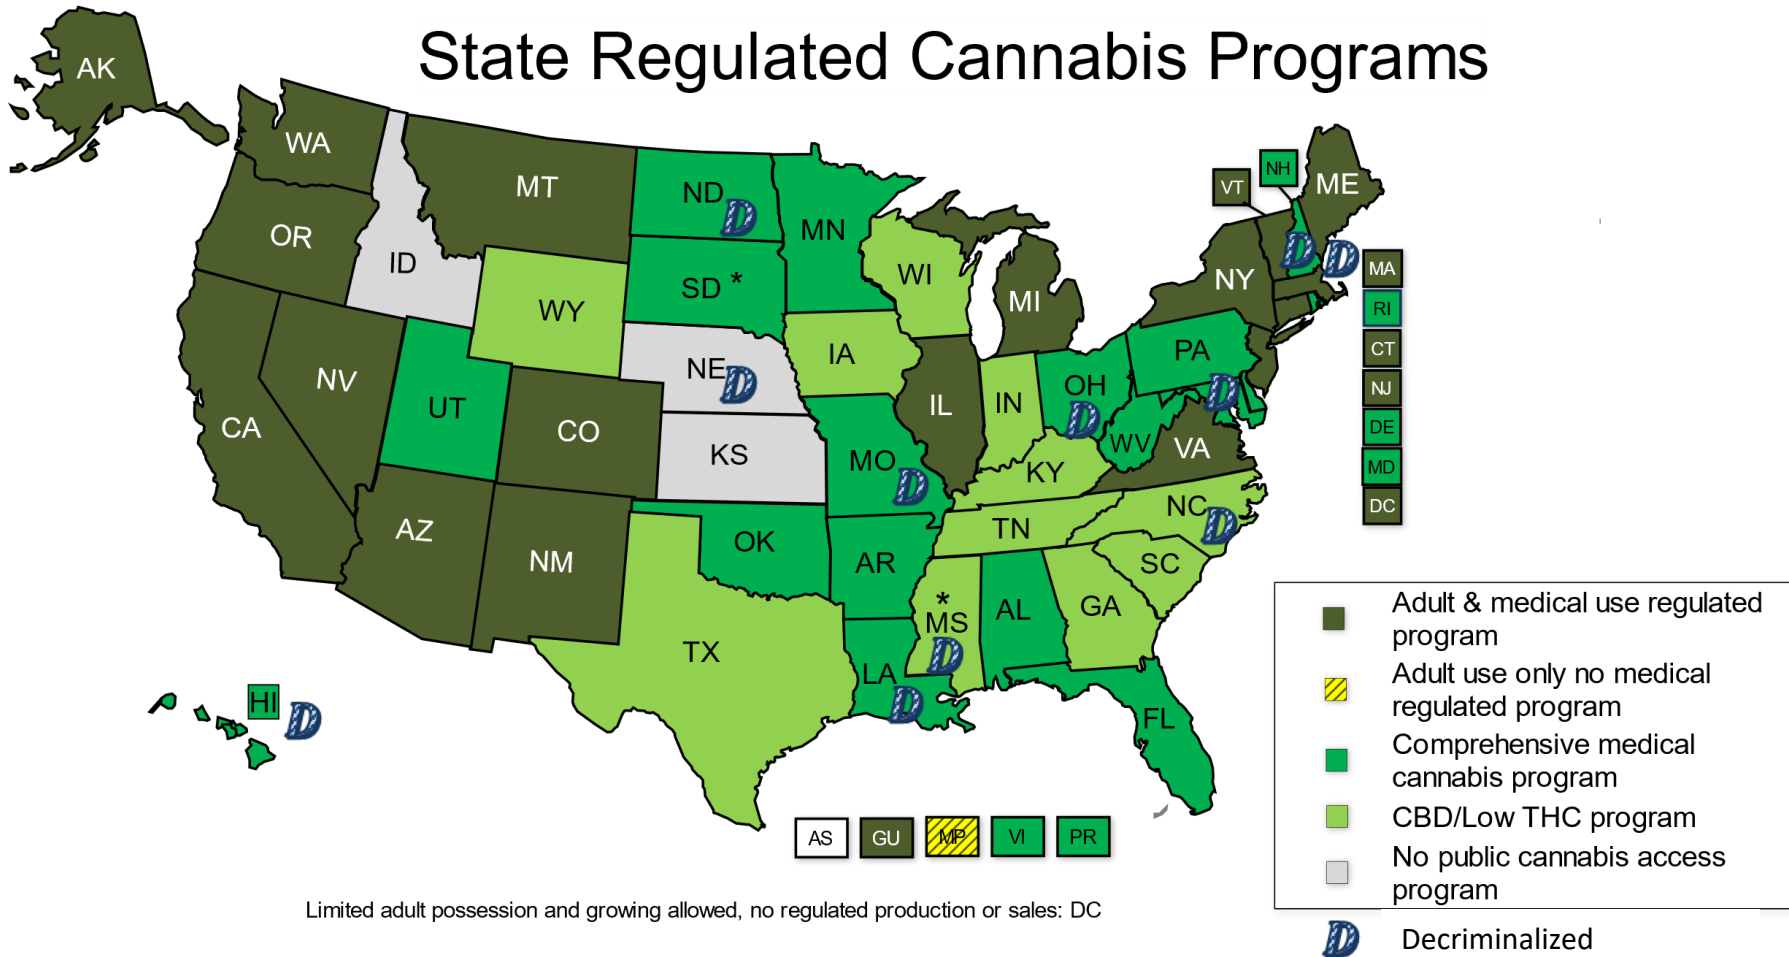 State Regulated Cannabis Programs
AK
WA
OR
CA
ID
NV
MT
WY
UT
AZ
CO
NM
ND
D
SD *
NE
D
KS
OK
TX
MN
IA
MO
D
AR
LA
D
WI
IL
MI
IN
OH
D
KY
TN
*
MS
D
AL
GA
FL
SC
NC
D
VA
WV
PA
D
NY
VT
NH
D
ME
D
MA
RI
CT
NJ
DE
MD
DC
HI
D
AS
GU
MP
VI
PR
Limited adult possession and growing allowed, no regulated production or sales: DC
Adult & medical use regulated
program
Adult use only no medical
regulated program
Comprehensive medical
cannabis program
CBD/Low THC program
No public cannabis access
program
D Decriminalized